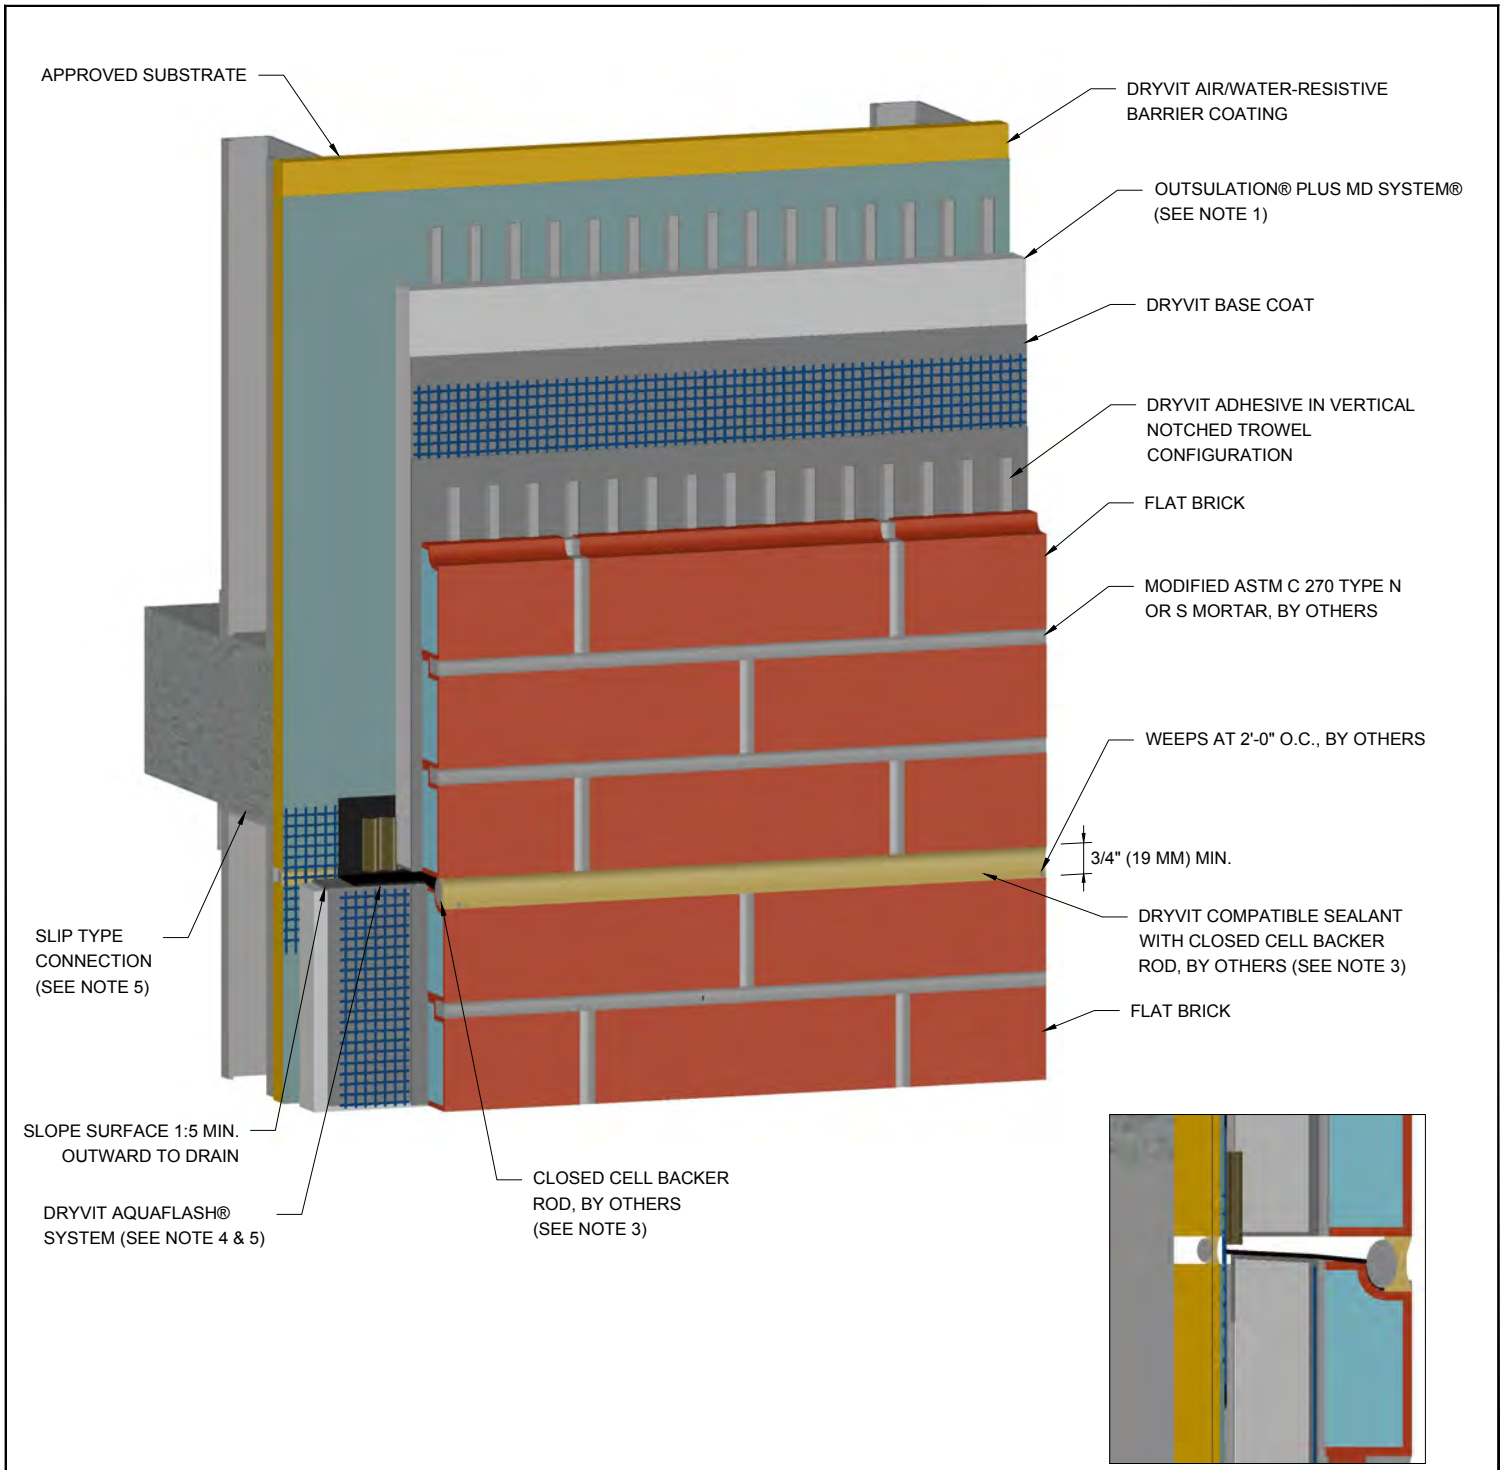 APPROVED SUBSTRATE
DRYVIT AIR/WATER-RESISTIVE
BARRIER COATING
OUTSULATION® PLUS MD SYSTEM®
(SEE NOTE 1)
DRYVIT BASE COAT
DRYVIT ADHESIVE IN VERTICAL
NOTCHED TROWEL
CONFIGURATION
FLAT BRICK
MODIFIED ASTM C 270 TYPE N
OR S MORTAR, BY OTHERS
WEEPS AT 2'-0" O.C., BY OTHERS
3/4" (19 MM) MIN.
DRYVIT COMPATIBLE SEALANT
WITH CLOSED CELL BACKER
ROD, BY OTHERS (SEE NOTE 3)
FLAT BRICK
SLIP TYPE
CONNECTION
(SEE NOTE 5)
SLOPE SURFACE 1:5 MIN.
OUTWARD TO DRAIN
DRYVIT AQUAFLASH®
SYSTEM (SEE NOTE 4 & 5)
CLOSED CELL BACKER
ROD, BY OTHERS
(SEE NOTE 3)